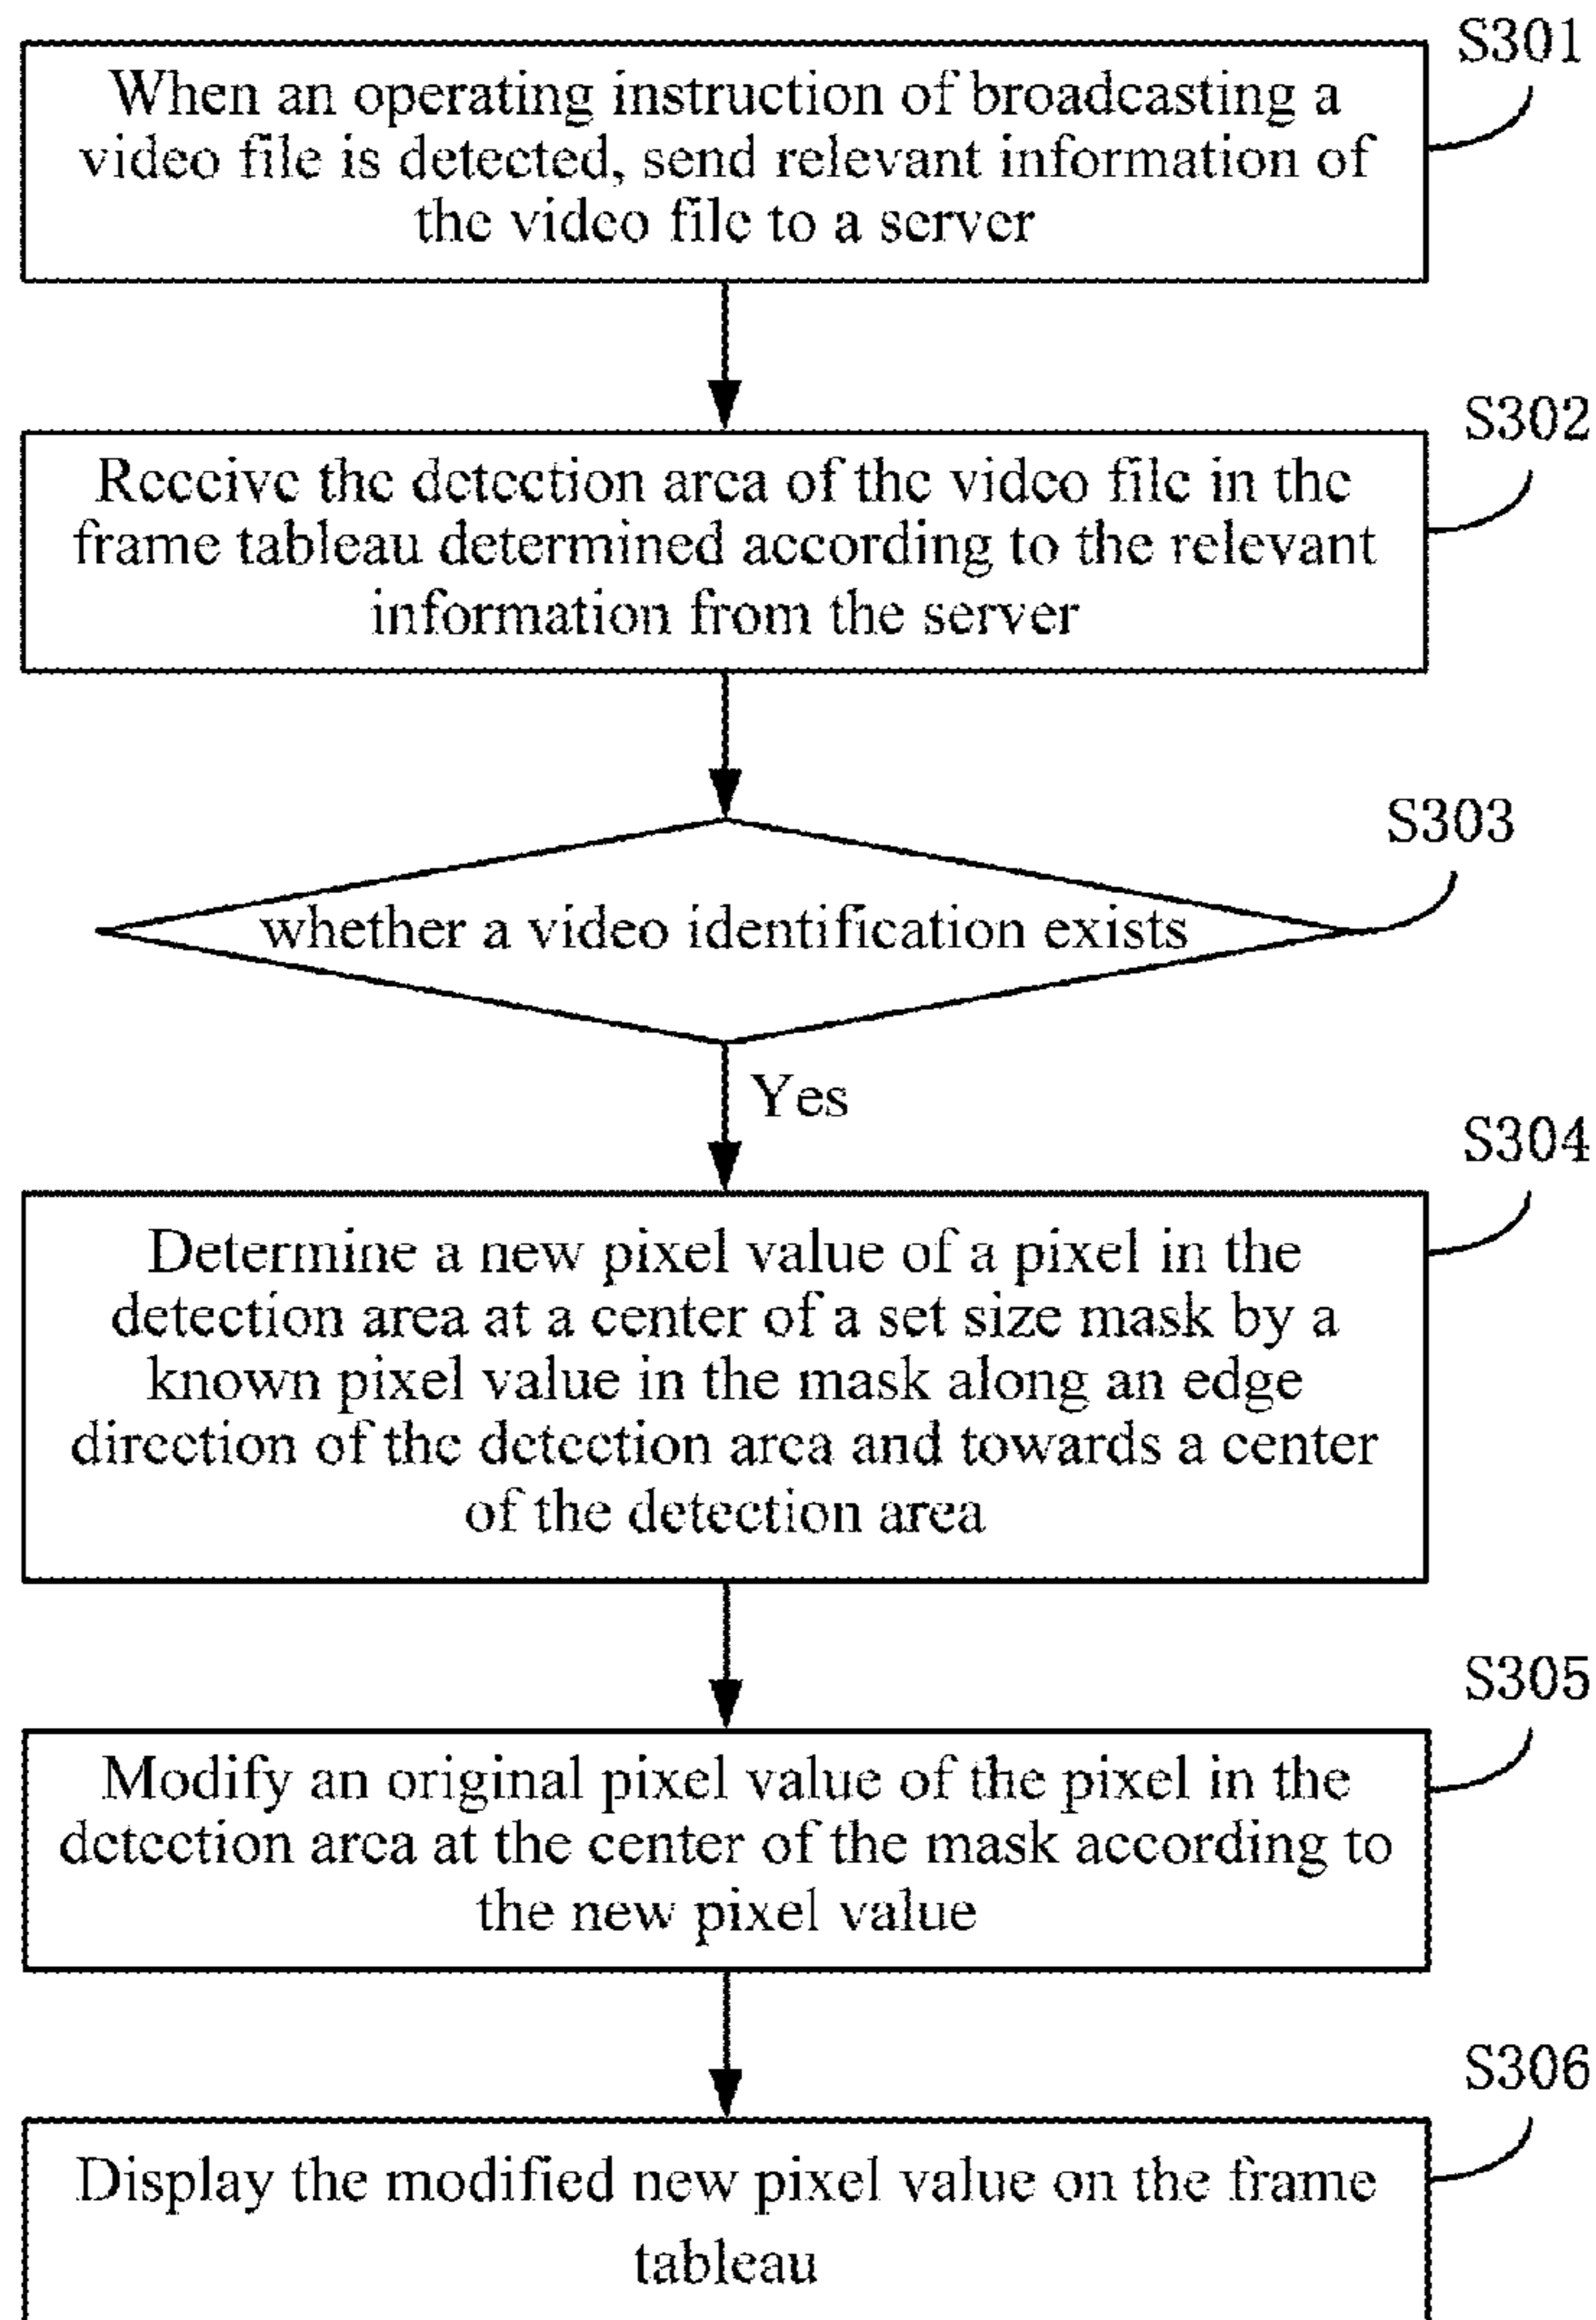 S301
When an operating instruction of broadcasting a
video file is detected, send relevant information of
the video file to a server
S302
Receive the detection area of the video file in the
frame tableau determined according to the relevant
information from the server
S303
whether a video identification exists
Yes
S304
Determine a new pixel value of a pixel in the
detection area at a center of a set size mask by a
known pixel value in the mask along an edge
direction of the detection area and towards a center
of the detection area
S305
Modify an original pixel value of the pixel in the
detection area at the center of the mask according to
the new pixel value
S306
Display the modified new pixel value on the frame
tableau